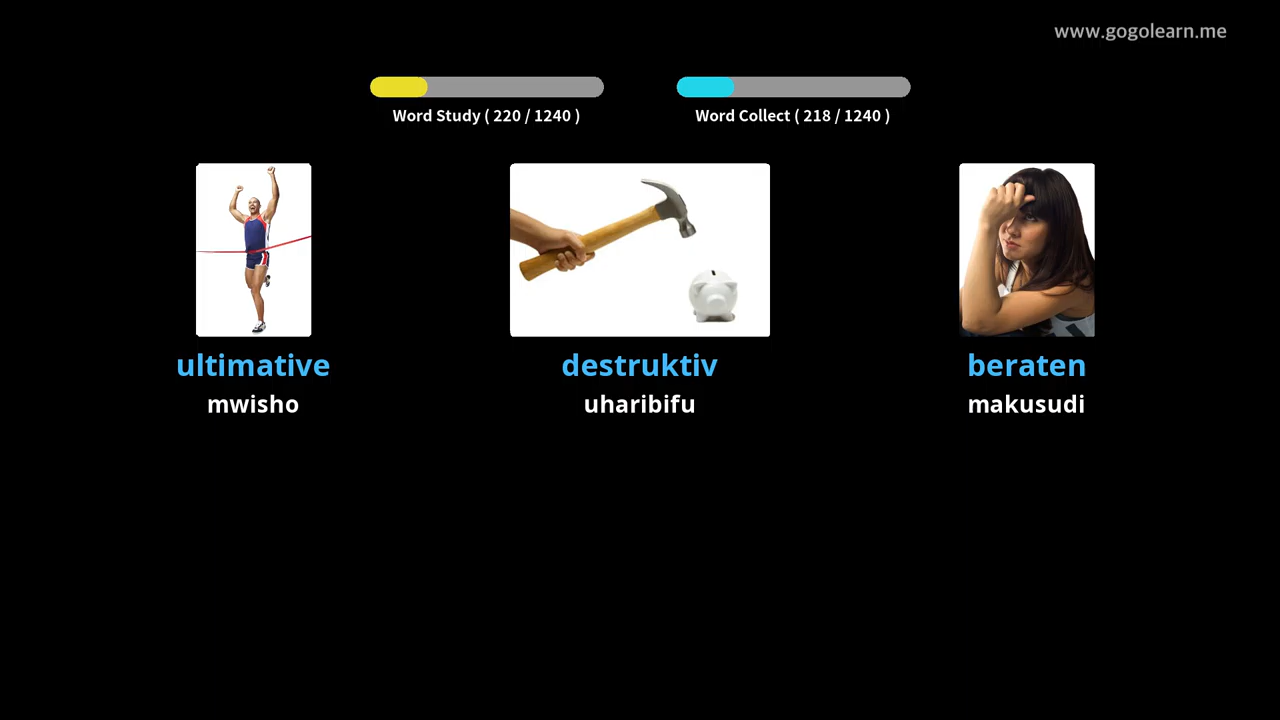 www.gogolearn.me
Word Study ( 220 / 1240 )
Word Collect ( 218 / 1240 )
ultimative
mwisho
destruktiv
uharibifu
beraten
makusudi